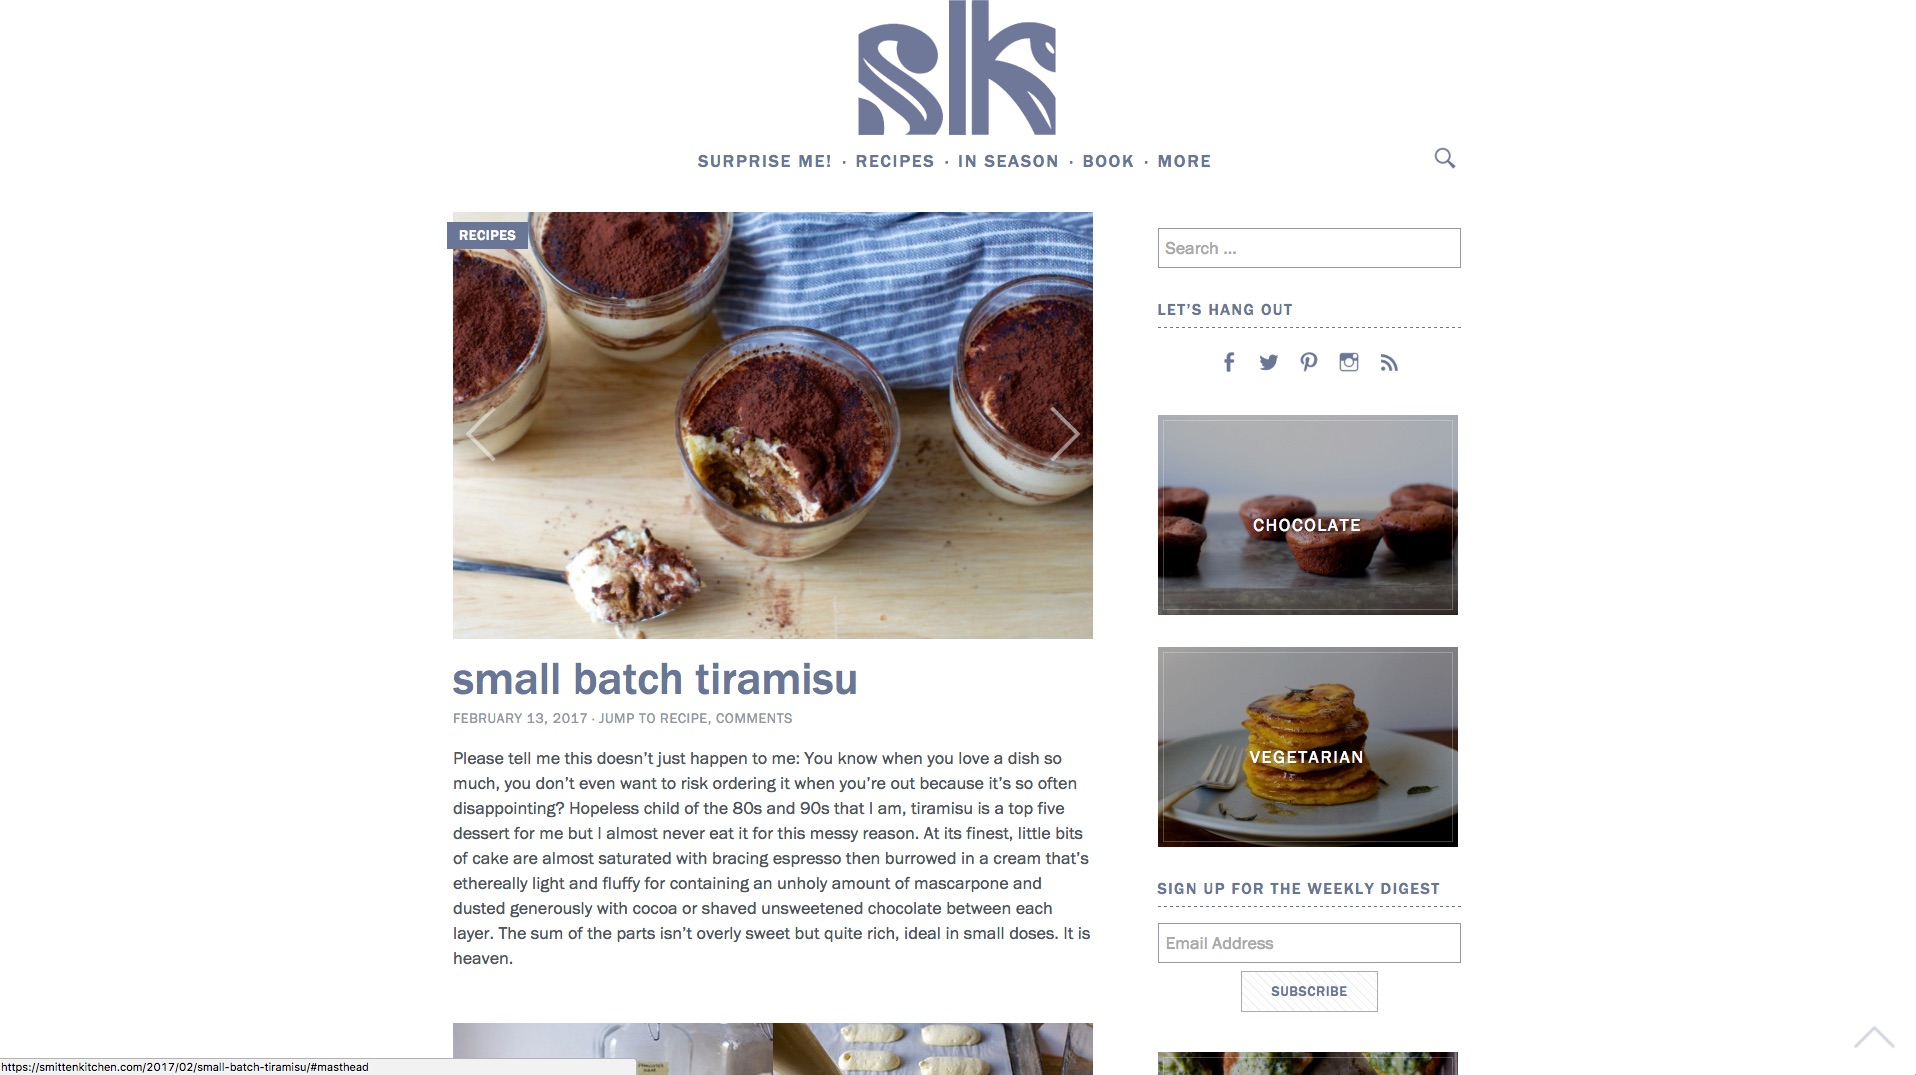 sk
SURPRISE ME! · RECIPES · IN SEASON · BOOK · MORE
RECIPES
small batch tiramisu
FEBRUARY 13, 2017 · JUMP TO RECIPE, COMMENTS
Please tell me this doesn’t just happen to me: You know when you love a dish so
much, you don’t even want to risk ordering it when you’re out because it’s so often
disappointing? Hopeless child of the 80s and 90s that I am, tiramisu is a top five
dessert for me but I almost never eat it for this messy reason. At its finest, little bits
of cake are almost saturated with bracing espresso then burrowed in a cream that’s
ethereally light and fluffy for containing an unholy amount of mascarpone and
dusted generously with cocoa or shaved unsweetened chocolate between each
layer. The sum of the parts isn’t overly sweet but quite rich, ideal in small doses. It is
heaven.
Search ...
LET’S HANG OUT
CHOCOLATE
VEGETARIAN
SIGN UP FOR THE WEEKLY DIGEST
Email Address
SUBSCRIBE
https://smittenkitchen.com/2017/02/small-batch-tiramisu/#masthead